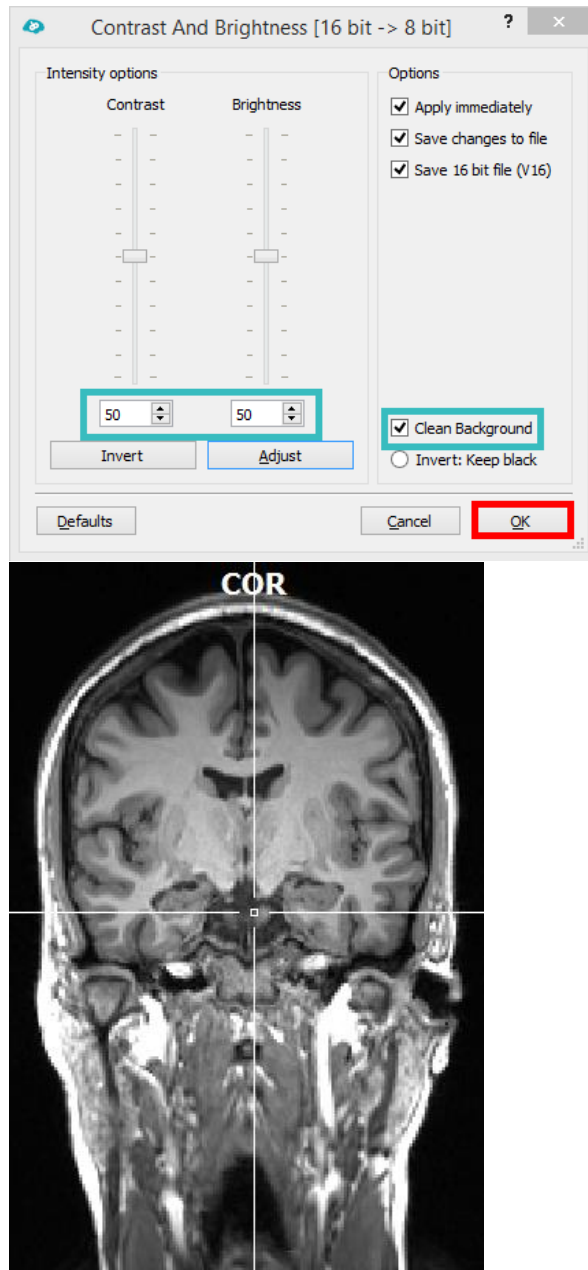 Contrast And Brightness [16 bit -> 8 bit]
?
×
Intensity options
Contrast
Brightness
50
50
Invert
Adjust
Options
Apply immediately
Save changes to file
Save 16 bit file (V16)
Clean Background
Invert: Keep black
Defaults
Cancel
OK
COR